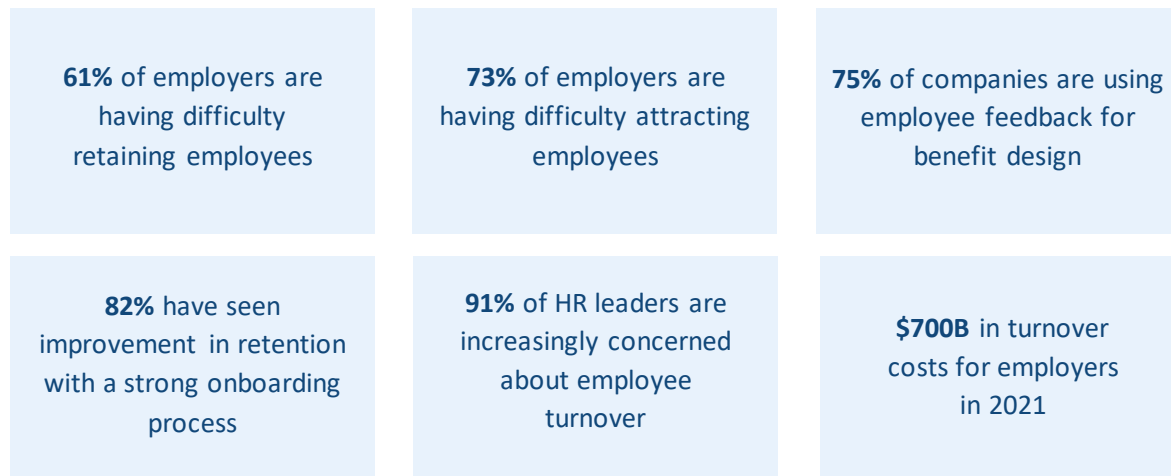 61% of employers are
having difficulty
retaining employees
73% of employers are
having difficulty attracting
employees
75% of companies are using
employee feedback for
benefit design
82% have seen
improvement in retention
with a strong onboarding
process
91% of HR leaders are
increasingly concerned
about employee
turnover
$700B in turnover
costs for employers
in 2021